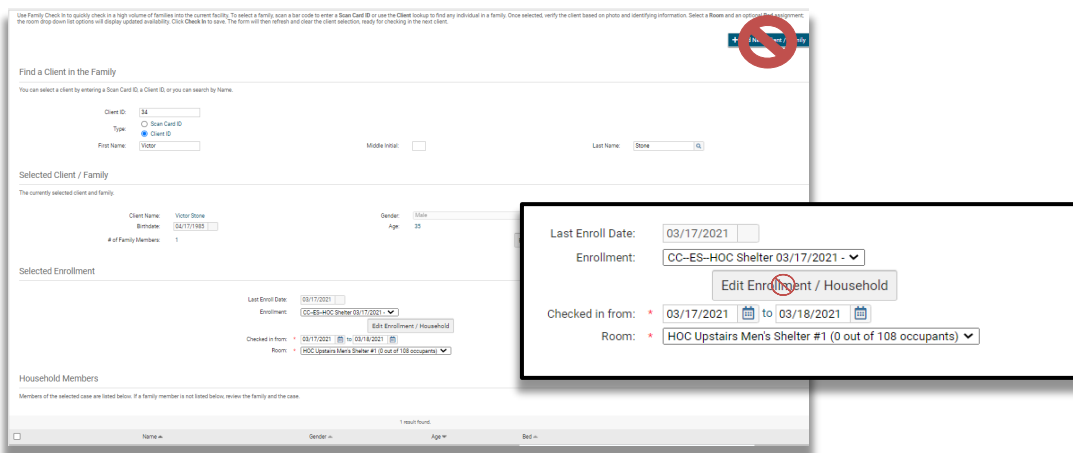 Use Family Check In to quickly check in a high volume of families into the current facility. To select a family, scan a bar code to enter a Scan Card ID or use the Client lookup to find any individual in a family. Once selected, verify the client based on photo and identifying information. Select a Room and an optional Bed assignment;
the room drop down list options will display updated availability. Click Check In to save. The form will then refresh and clear the client selection, ready for checking in the next client.
+
Find a Client in the Family
You can select a client by entering a Scan Card ID, a Client ID, or you can search by Name.
Client ID: 34
Type: Scan Card ID
Client ID
First Name: Victor Middle Initial: Last Name: Stone
Selected Client / Family
The currently selected client and family.
Client Name: Victor Stone Gender: Male
Birthdate: 04/17/1985 Age: 35
# of Family Members: 1
Selected Enrollment
Last Enroll Date: 03/17/2021
Enrollment: CC--ES--HOC Shelter 03/17/2021 -
Edit Enrollment / Household
Checked in from: * 03/17/2021 to 03/18/2021
Room: * HOC Upstairs Men's Shelter #1 (0 out of 108 occupants)
Household Members
Members of the selected case are listed below. If a family member is not listed below, review the family and the case.
1 result found.
Name Gender Age Bed
Last Enroll Date: 03/17/2021
Enrollment: CC--ES--HOC Shelter 03/17/2021 -
Edit Enrollment / Household
Checked in from: * 03/17/2021 to 03/18/2021
Room: * HOC Upstairs Men's Shelter #1 (0 out of 108 occupants)